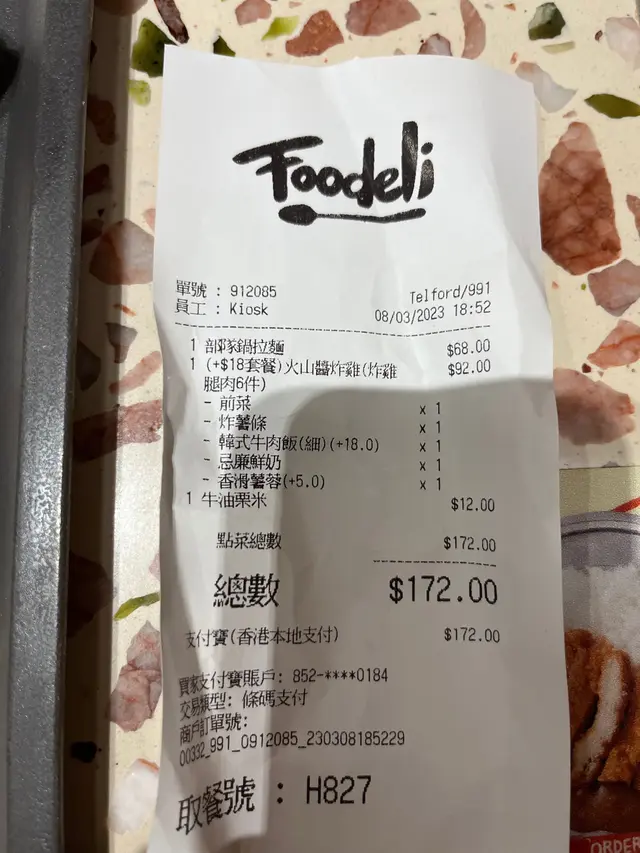 Foodeli
單號 : 912085 Telford/991
員工 : Kiosk 08/03/2023 18:52
1 部隊鍋拉麵 $68.00
1 (+$18套餐)火山醬炸雞(炸雞 $92.00
腿肉6件)
- 前菜 x 1
- 炸薯條 x 1
- 韓式牛肉飯(細)(+18.0) x 1
- 忌廉鮮奶 x 1
- 香滑薯蓉(+5.0) x 1
1 牛油粟米 $12.00
點菜總數 $172.00
總數 $172.00
支付寶(香港本地支付) $172.00
買家支付寶賬戶: 852-****0184
交易類型: 條碼支付
商戶訂單號:
00332_991_0912085_230308185229
取餐號 : H827
ORDER